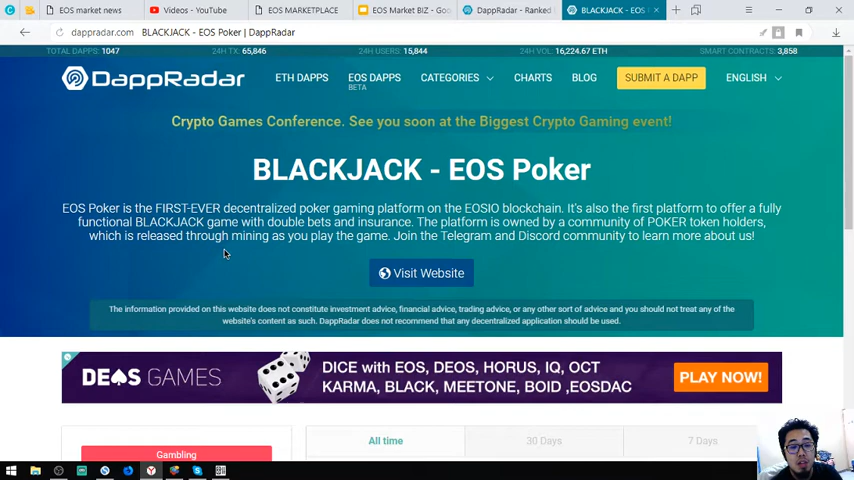 EOS market news
Videos - YouTube
EOS MARKETPLACE
EOS Market BIZ - Goo
DappRadar - Ranked
BLACKJACK - EOS
dappradar.com BLACKJACK - EOS Poker | DappRadar
TOTAL DAPPS: 1047 24H TX: 65,846 24H USERS: 15,844 24H VOL: 16,224.67 ETH SMART CONTRACTS: 3,858
DAPPRADAR ETH DAPPS EOS DAPPS CATEGORIES CHARTS BLOG SUBMIT A DAPP ENGLISH
BETA
Crypto Games Conference. See you soon at the Biggest Crypto Gaming event!
BLACKJACK - EOS Poker
EOS Poker is the FIRST-EVER decentralized poker gaming platform on the EOSIO blockchain. It's also the first platform to offer a fully
functional BLACKJACK game with double bets and insurance. The platform is owned by a community of POKER token holders,
which is released through mining as you play the game. Join the Telegram and Discord community to learn more about us!
Visit Website
The information provided on this website does not constitute investment advice, financial advice, trading advice, or any other sort of advice and you should not treat any of the
website's content as such. DappRadar does not recommend that any decentralized application should be used.
DEOS GAMES
DICE with EOS, DEOS, HORUS, IQ, OCT
KARMA, BLACK, MEETONE, BOID ,EOSDAC
PLAY NOW!
Gambling
All time 30 Days 7 Days